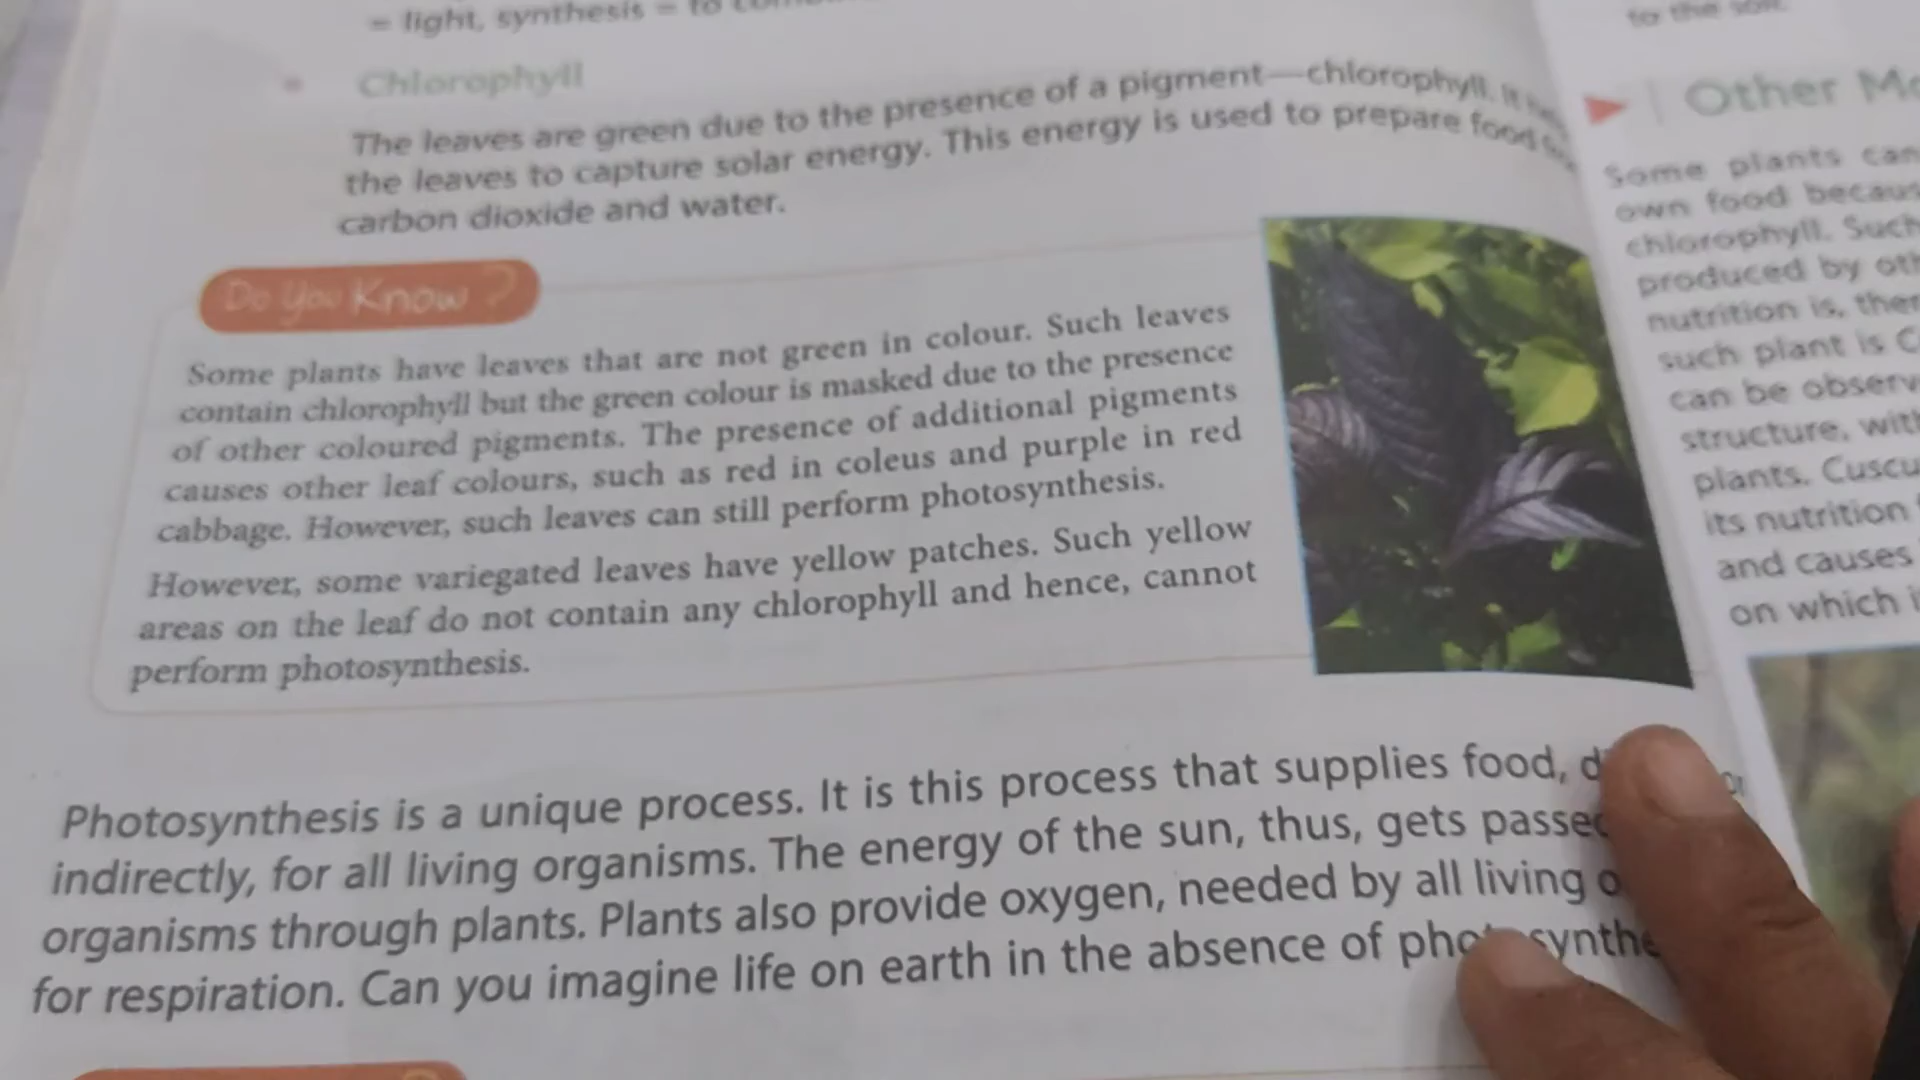 = light, synthesis = to
Chlorophyll
The leaves are green due to the presence of a pigment—chlorophyll. It
the leaves to capture solar energy. This energy is used to prepare food
carbon dioxide and water.
Do You Know ?
Some plants have leaves that are not green in colour. Such leaves
contain chlorophyll but the green colour is masked due to the presence
of other coloured pigments. The presence of additional pigments
causes other leaf colours, such as red in coleus and purple in red
cabbage. However, such leaves can still perform photosynthesis.
However, some variegated leaves have yellow patches. Such yellow
areas on the leaf do not contain any chlorophyll and hence, cannot
perform photosynthesis.
Photosynthesis is a unique process. It is this process that supplies food,
indirectly, for all living organisms. The energy of the sun, thus, gets
organisms through plants. Plants also provide oxygen, needed by all living
for respiration. Can you imagine life on earth in the absence of
to the soil.
Other
Some plants
own food
chlorophyll. Such
produced by
nutrition is,
such plant is
can be
structure,
plants.
its nutrition
and causes
on which